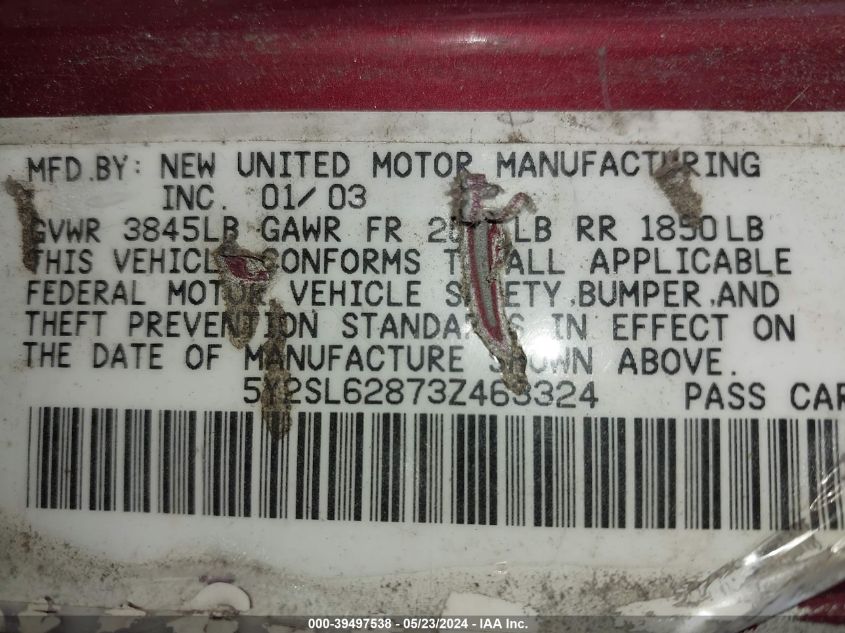 MFD.BY: NEW UNITED MOTOR MANUFACTURING
INC. 01/03
GVWR 3845LB GAWR FR LB RR 1850LB
THIS VEHICLE CONFORMS TO ALL APPLICABLE
FEDERAL MOTOR VEHICLE SAFETY,BUMPER,AND
THEFT PREVENTION STANDARDS IN EFFECT ON
THE DATE OF MANUFACTURE SHOWN ABOVE.
5Y2SL62873Z463324 PASS CAR
000-39497538 - 05/23/2024 - IAA Inc.